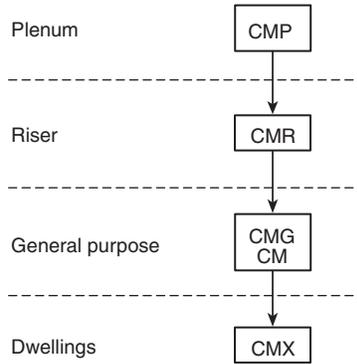 Plenum CMP
Riser CMR
General purpose CMG
CM
Dwellings CMX